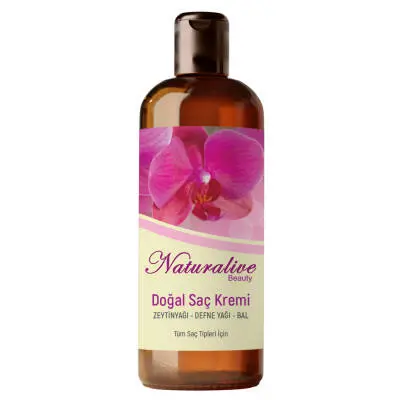 Naturalive
Beauty
Doğal Saç Kremi
ZEYTİNYAĞI - DEFNE YAĞI - BAL
Tüm Saç Tipleri İçin